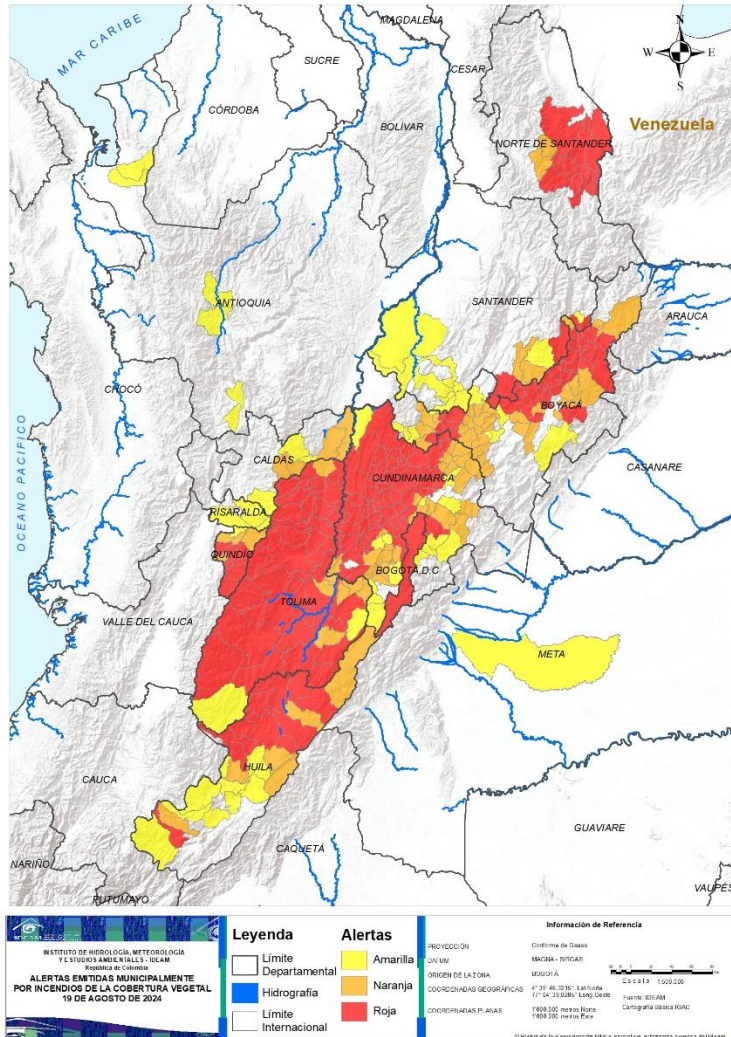 MAR CARIBE
MAGDALENA
N
W
E
S
SUCRE
CESAR
CÓRDOBA
BOLÍVAR
Venezuela
NORTE DE SANTANDER
ANTIOQUIA
SANTANDER
ARAUCA
CHOCÓ
BOYACÁ
CALDAS
CUNDINAMARCA
CASANARE
OCEANO PACIFICO
RISARALDA
QUINDÍO
BOGOTÁ, D.C
TOLIMA
VALLE DEL CAUCA
META
HUILA
CAUCA
GUAVIARE
CAQUETÁ
NARIÑO
PUTUMAYO
VAUPÉS
IDEAM
INSTITUTO DE HIDROLOGÍA, METEOROLOGÍA
Y ESTUDIOS AMBIENTALES - IDEAM
República de Colombia
ALERTAS EMITIDAS MUNICIPALMENTE
POR INCENDIOS DE LA COBERTURA VEGETAL
19 DE AGOSTO DE 2024
Leyenda
Límite
Departamental
Hidrografía
Límite
Internacional
Alertas
Amarilla
Naranja
Roja
Información de Referencia
PROYECCIÓN
Conforme de Gauss
DATUM
MAGNA - SIRGAS
ORIGEN DE LA ZONA
BOGOTÁ
COORDENADAS GEOGRÁFICAS
COORDENADAS PLANAS
1'000.000 metros Norte
1'000.000 metros Este
Escala 1:500.000
Fuente: IDEAM
Cartografía Básica IGAC